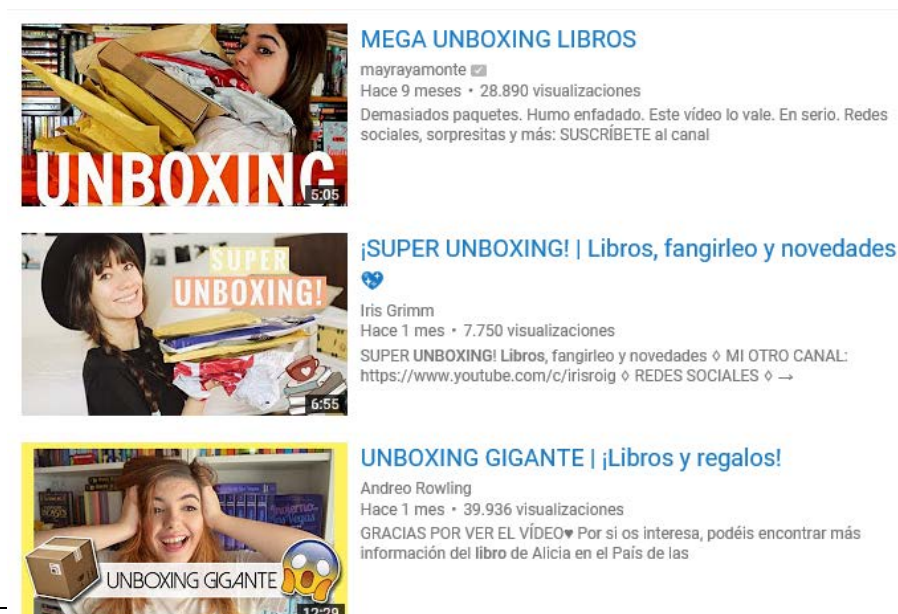 UNBOXING
5:05
MEGA UNBOXING LIBROS
mayrayamonte
Hace 9 meses • 28.890 visualizaciones
Demasiados paquetes. Humo enfadado. Este vídeo lo vale. En serio. Redes
sociales, sorpresitas y más: SUSCRÍBETE al canal
SUPER
UNBOXING!
6:55
¡SUPER UNBOXING! | Libros, fangirleo y novedades
💖
Iris Grimm
Hace 1 mes • 7.750 visualizaciones
SUPER UNBOXING! Libros, fangirleo y novedades ◊ MI OTRO CANAL:
https://www.youtube.com/c/irisroig ◊ REDES SOCIALES ◊ →
UNBOXING GIGANTE
12:29
UNBOXING GIGANTE | ¡Libros y regalos!
Andreo Rowling
Hace 1 mes • 39.936 visualizaciones
GRACIAS POR VER EL VÍDEO♥ Por si os interesa, podéis encontrar más
información del libro de Alicia en el País de las